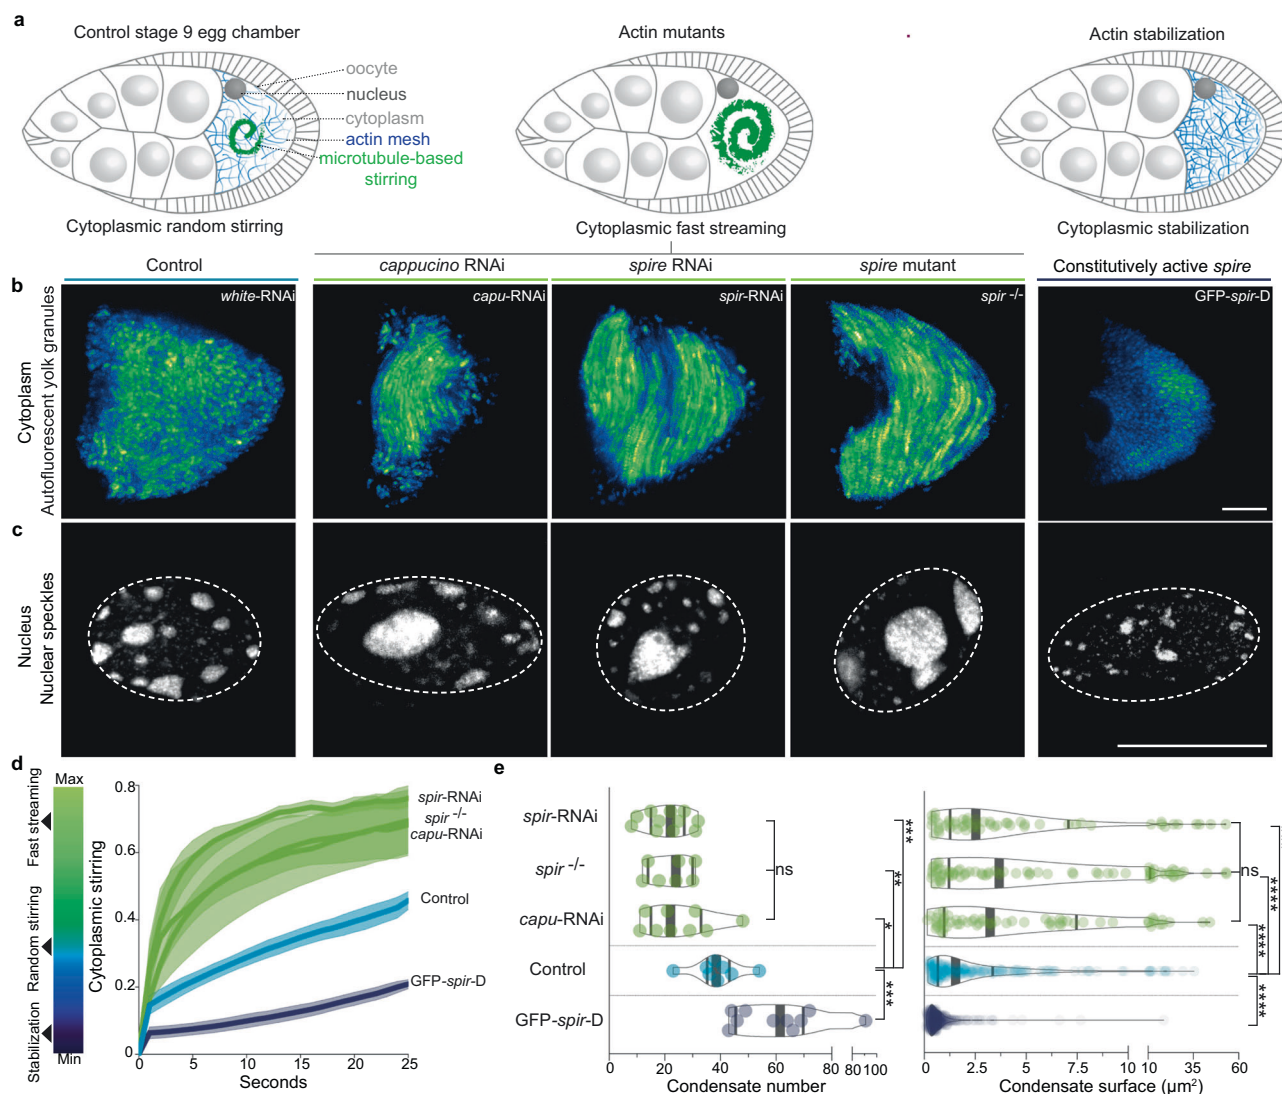 a
Control stage 9 egg chamber
Actin mutants
Actin stabilization
oocyte
nucleus
cytoplasm
actin mesh
microtubule-based
stirring
Cytoplasmic random stirring
Cytoplasmic fast streaming
Cytoplasmic stabilization
Control
cappucino RNAi
spire RNAi
spire mutant
Constitutively active spire
b
Cytoplasm
Autofluorescent yolk granules
white-RNAi
capu-RNAi
spir-RNAi
spir -/-
GFP-spir-D
c
Nucleus
Nuclear speckles
d
Max
Min
Fast streaming
Random stirring
Stabilization
Cytoplasmic stirring
0.8
0.6
0.4
0.2
0
0 5 10 15 20 25
Seconds
spir-RNAi
spir -/-
capu-RNAi
Control
GFP-spir-D
e
spir-RNAi
spir -/-
capu-RNAi
Control
GFP-spir-D
ns
***
**
*
***
0 20 40 60 80 80 100
Condensate number
ns
****
****
****
0 2.5 5 7.5 10 10 35 60
Condensate surface (µm²)